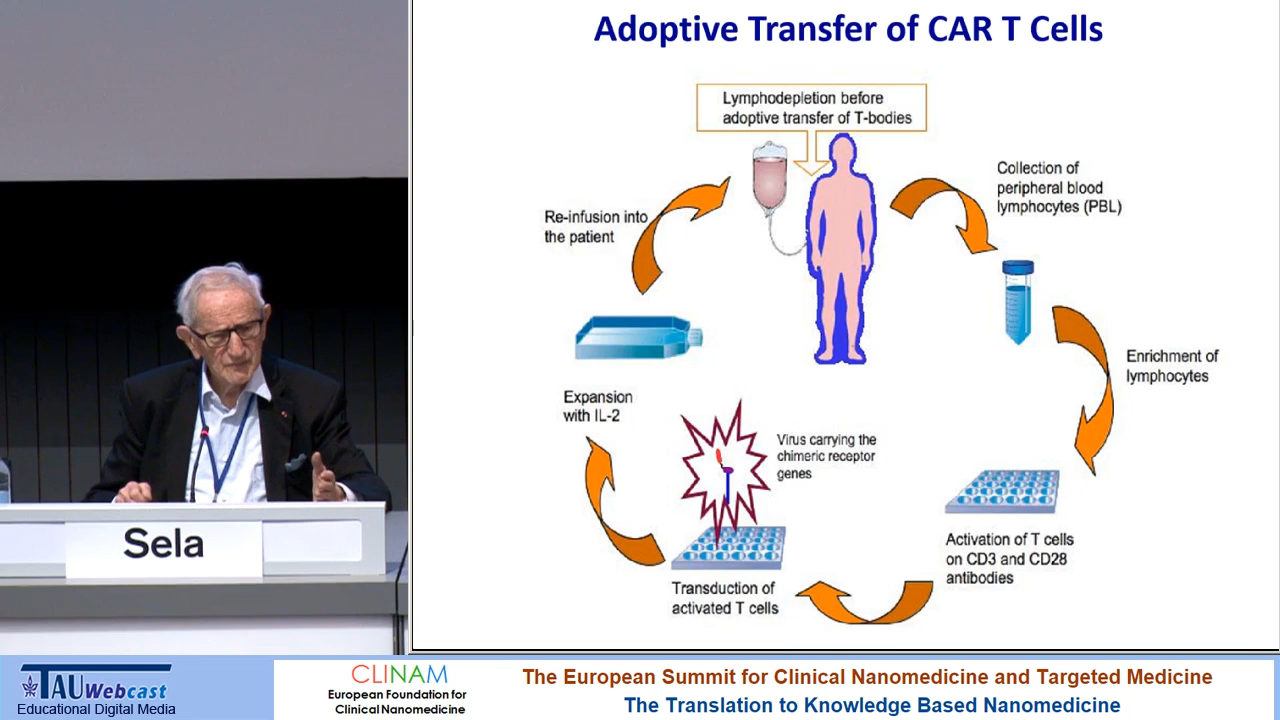 Adoptive Transfer of CAR T Cells
Lymphodepletion before
adoptive transfer of T-bodies
Collection of
peripheral blood
lymphocytes (PBL)
Re-infusion into
the patient
Enrichment of
lymphocytes
Expansion
with IL-2
Virus carrying the
chimeric receptor
genes
Activation of T cells
on CD3 and CD28
antibodies
Transduction of
activated T cells
Sela
TAU Webcast
Educational Digital Media
CLINAM
European Foundation for
Clinical Nanomedicine
The European Summit for Clinical Nanomedicine and Targeted Medicine
The Translation to Knowledge Based Nanomedicine